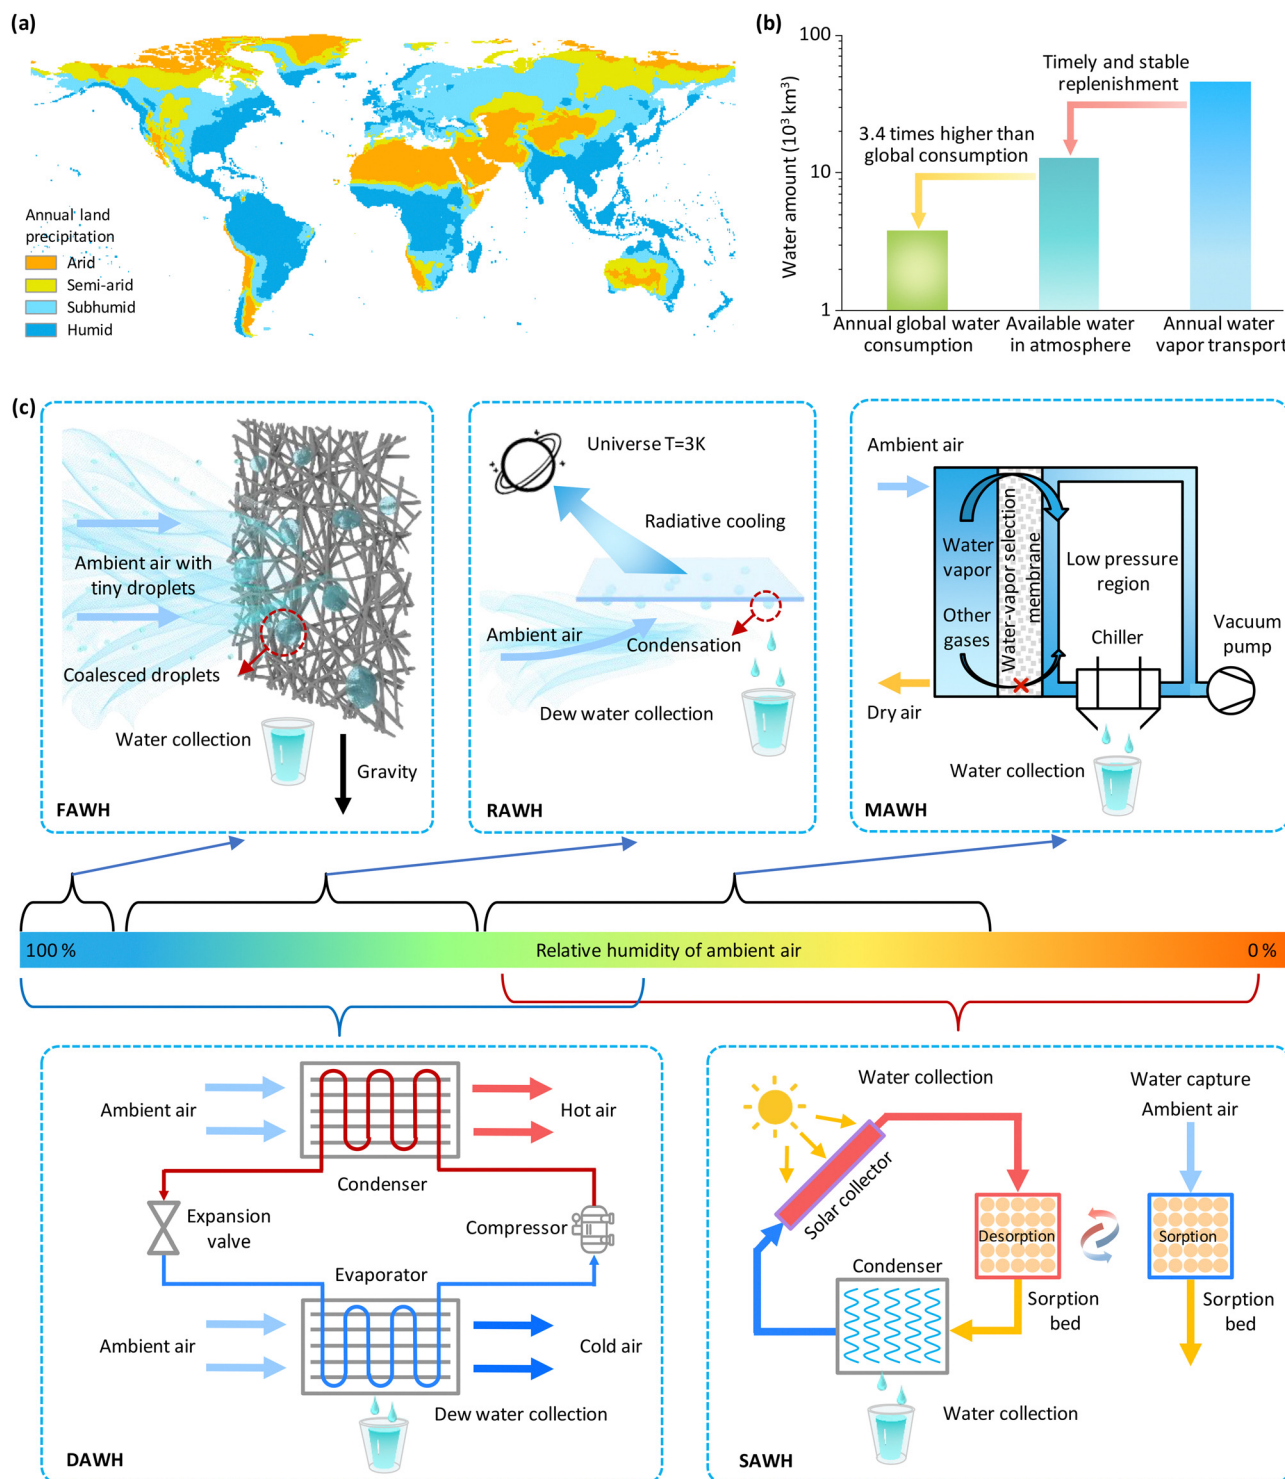 (a)
Annual land
precipitation
Arid
Semi-arid
Subhumid
Humid
(b)
Water amount (10³ km³)
100
10
1
Timely and stable
replenishment
3.4 times higher than
global consumption
Annual global water
consumption
Available water
in atmosphere
Annual water
vapor transport
(c)
Ambient air with
tiny droplets
Coalesced droplets
Water collection
Gravity
FAWH
Universe T=3K
Radiative cooling
Ambient air
Condensation
Dew water collection
RAWH
Ambient air
Water
vapor
Other
gases
Water-vapor selection
membrane
Low pressure
region
Chiller
Vacuum
pump
Dry air
Water collection
MAWH
100 %
Relative humidity of ambient air
0 %
Ambient air
Hot air
Condenser
Expansion
valve
Compressor
Evaporator
Ambient air
Cold air
Dew water collection
DAWH
Water collection
Water capture
Ambient air
Solar collector
Desorption
Sorption
Condenser
Sorption
bed
Sorption
bed
Water collection
SAWH